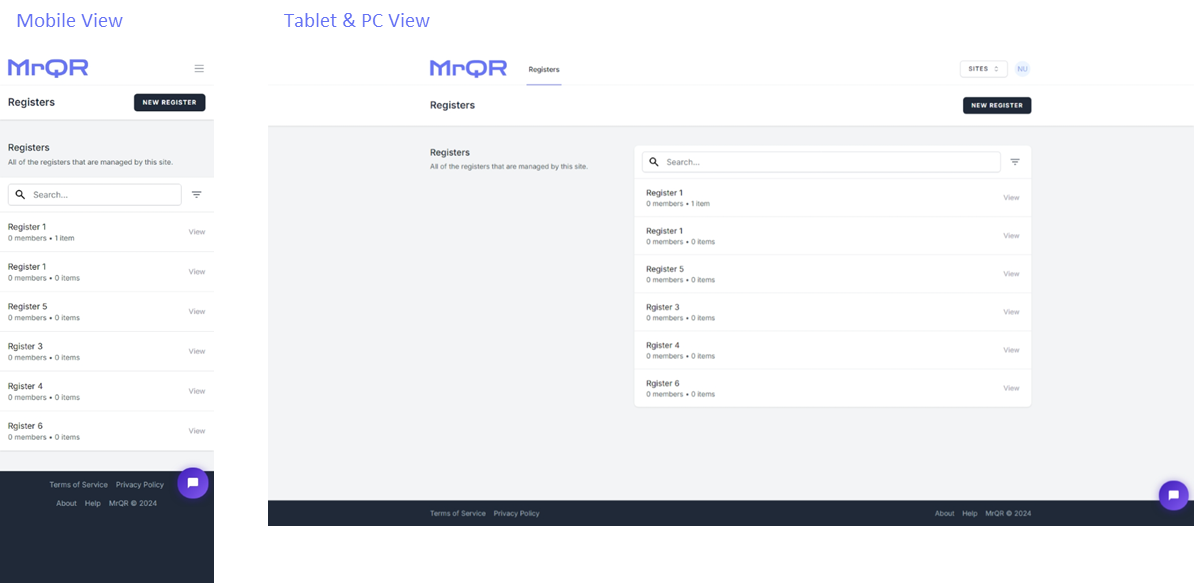 Mobile View
MrQR
Registers
NEW REGISTER
Registers
All of the registers that are managed by this site.
Search...
Register 1
0 members • 1 item
View
Register 1
0 members • 0 items
View
Register 5
0 members • 0 items
View
Rgister 3
0 members • 0 items
View
Rgister 4
0 members • 0 items
View
Rgister 6
0 members • 0 items
View
Terms of Service Privacy Policy
About Help MrQR © 2024
Tablet & PC View
MrQR
Registers
SITES
NU
Registers
NEW REGISTER
Registers
All of the registers that are managed by this site.
Search...
Register 1
0 members • 1 item
View
Register 1
0 members • 0 items
View
Register 5
0 members • 0 items
View
Rgister 3
0 members • 0 items
View
Rgister 4
0 members • 0 items
View
Rgister 6
0 members • 0 items
View
Terms of Service Privacy Policy
About Help MrQR © 2024